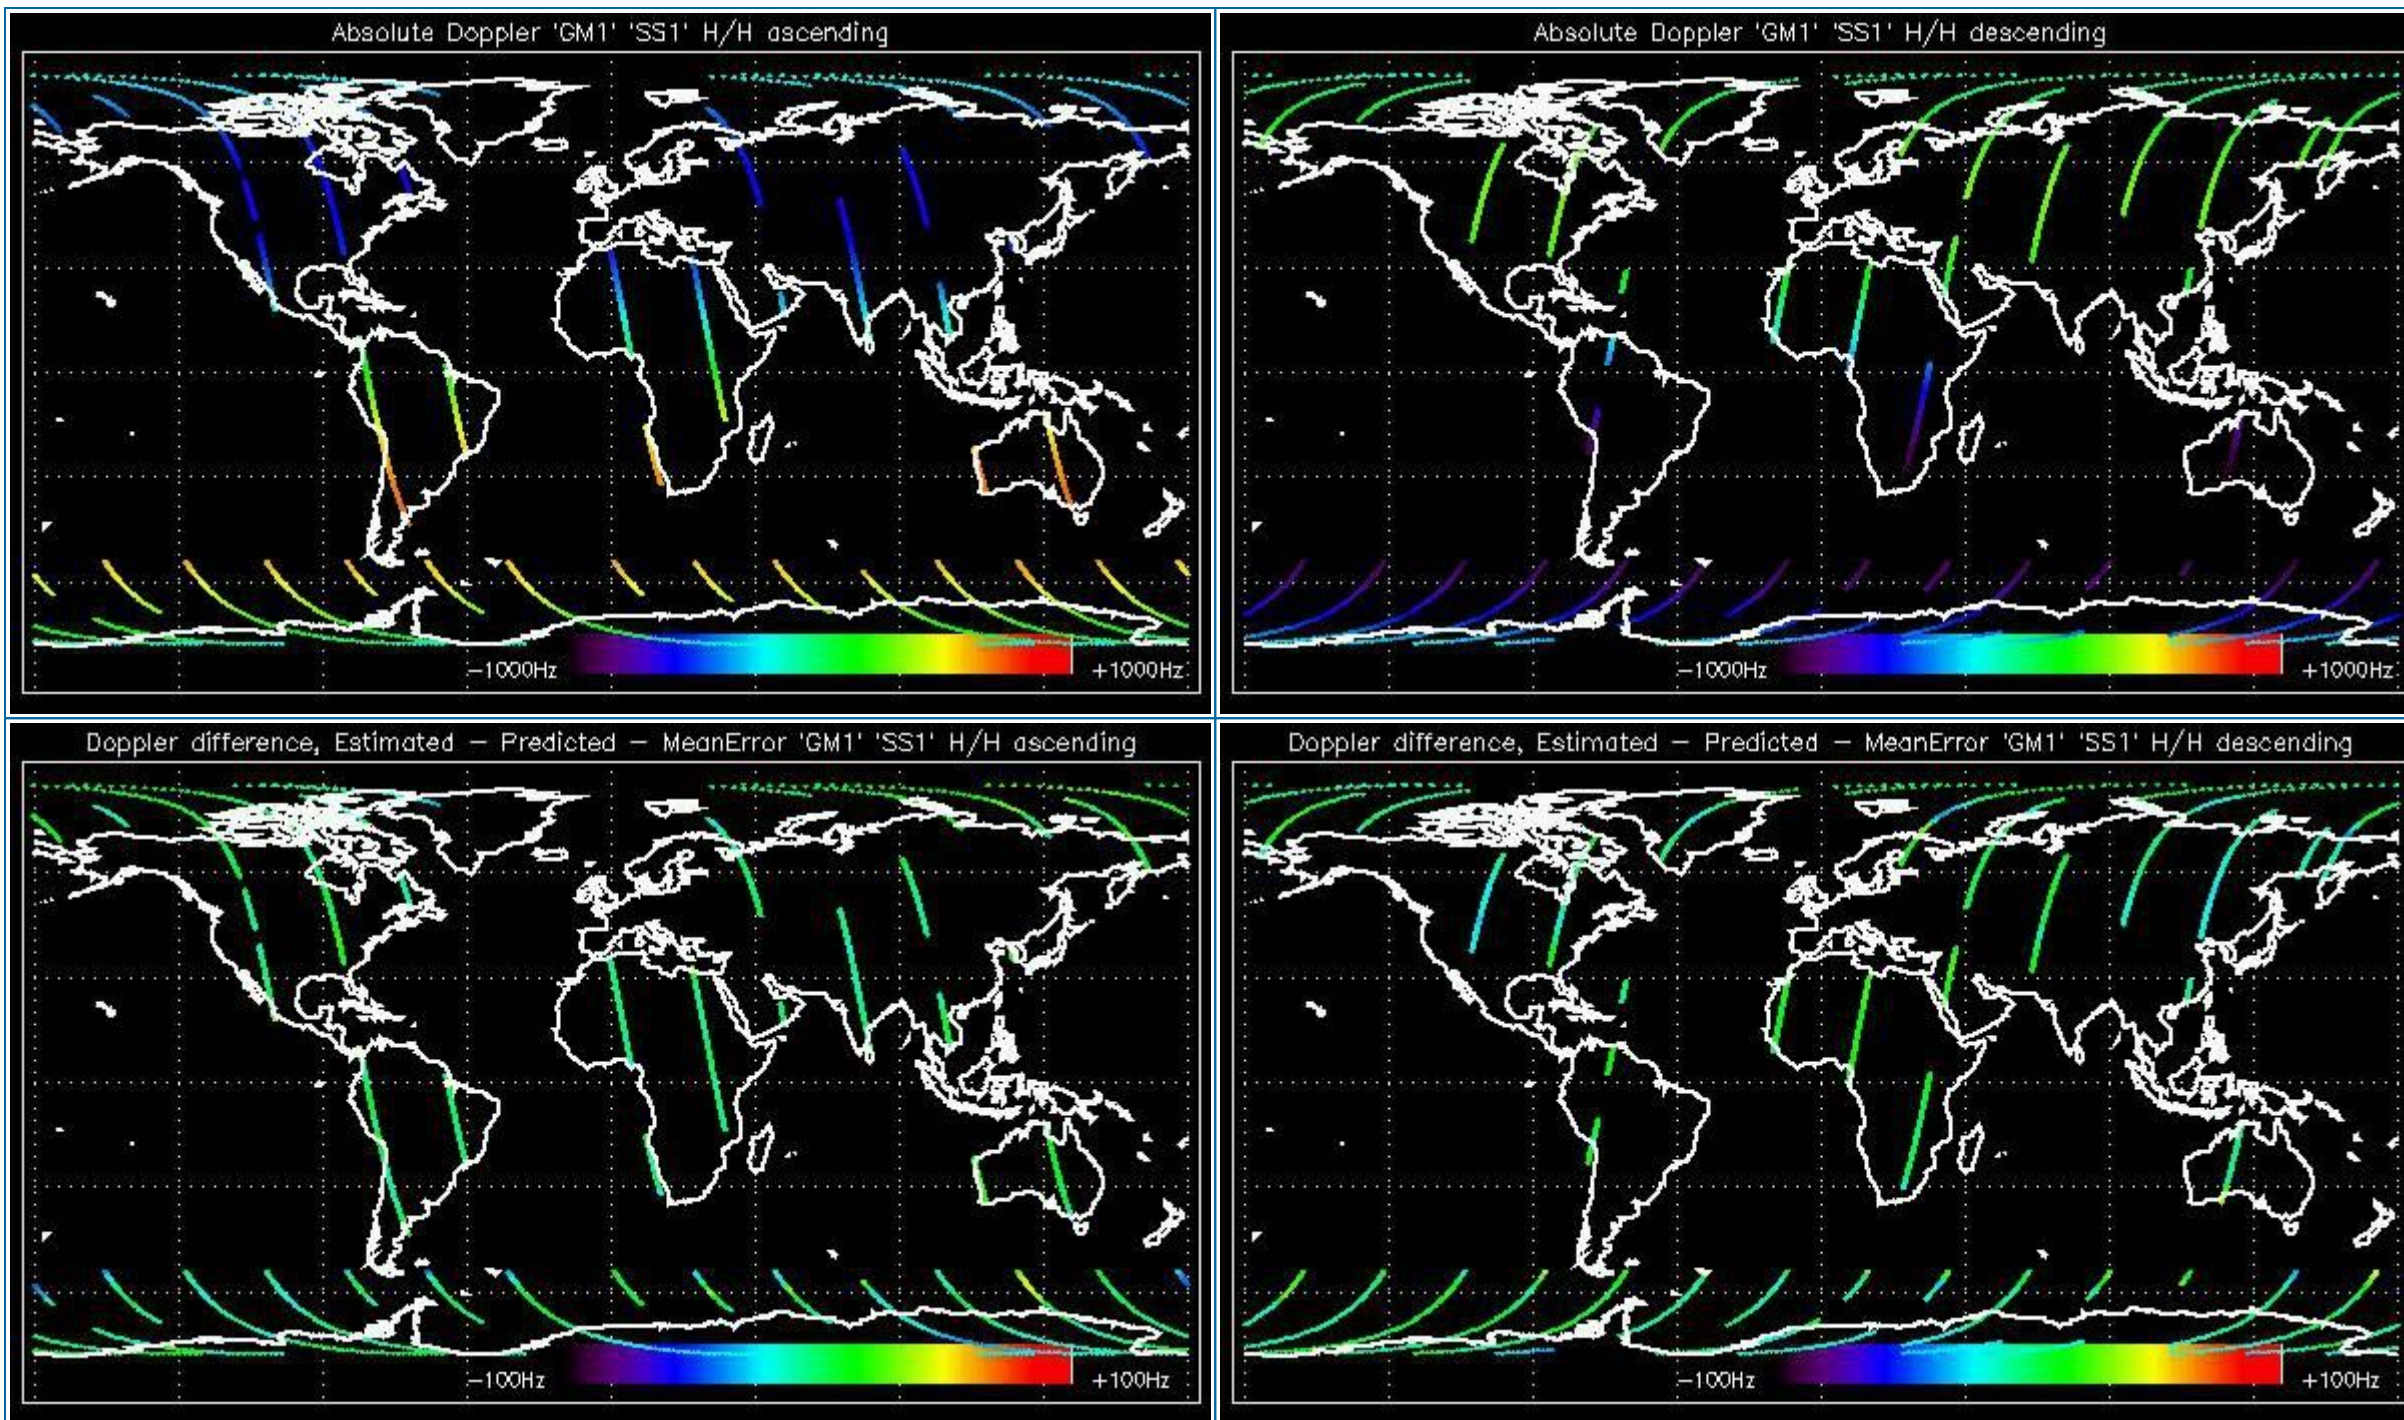 Absolute Doppler 'GM1' 'SS1' H/H ascending
-1000Hz
+1000Hz
Absolute Doppler 'GM1' 'SS1' H/H descending
-1000Hz
+1000Hz
Doppler difference, Estimated - Predicted - MeanError 'GM1' 'SS1' H/H ascending
-100Hz
+100Hz
Doppler difference, Estimated - Predicted - MeanError 'GM1' 'SS1' H/H descending
-100Hz
+100Hz